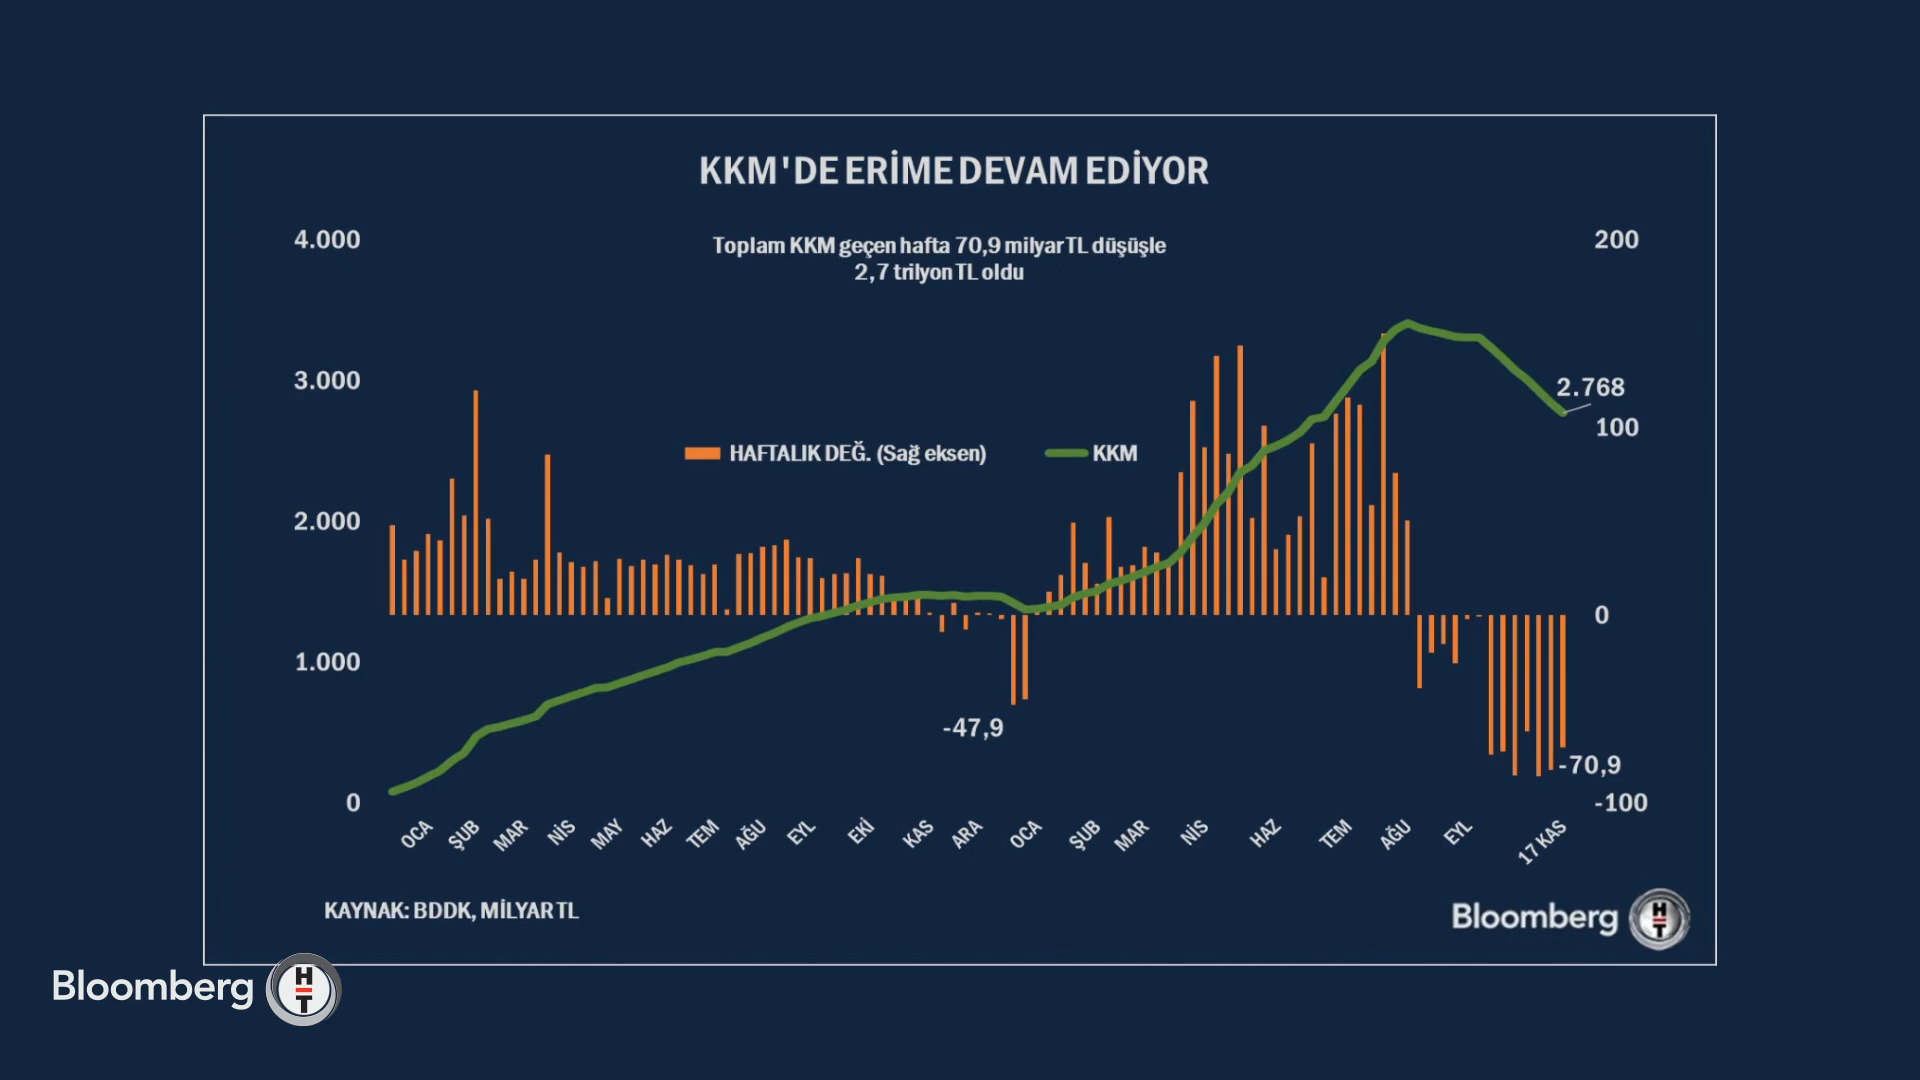 KKM'DE ERİME DEVAM EDİYOR
Toplam KKM geçen hafta 70,9 milyar TL düşüşle
2,7 trilyon TL oldu
4.000
3.000
2.000
1.000
0
200
100
0
-100
HAFTALIK DEĞ. (Sağ eksen)
KKM
2.768
-47,9
-70,9
OCA
ŞUB
MAR
NİS
MAY
HAZ
TEM
AĞU
EYL
EKİ
KAS
ARA
OCA
ŞUB
MAR
NİS
HAZ
TEM
AĞU
EYL
17 KAS
KAYNAK: BDDK, MİLYAR TL
Bloomberg HT
Bloomberg HT